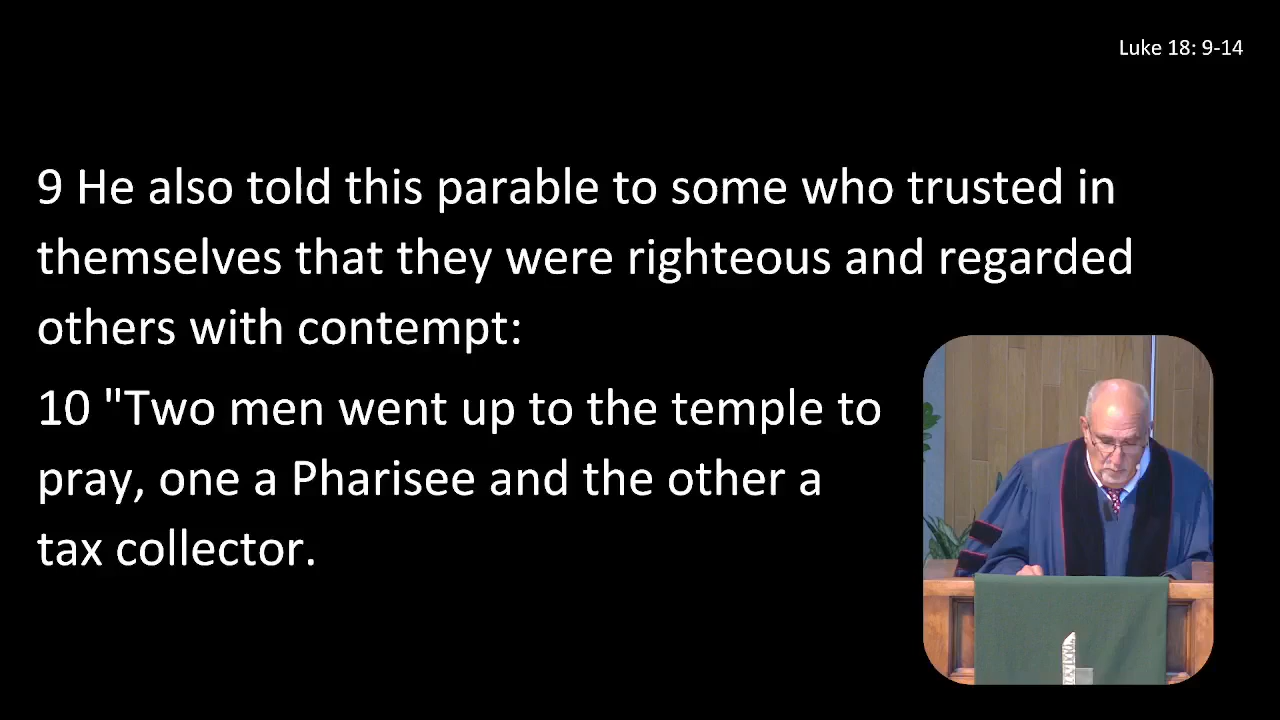 Luke 18: 9-14
9 He also told this parable to some who trusted in
themselves that they were righteous and regarded
others with contempt:
10 "Two men went up to the temple to
pray, one a Pharisee and the other a
tax collector.